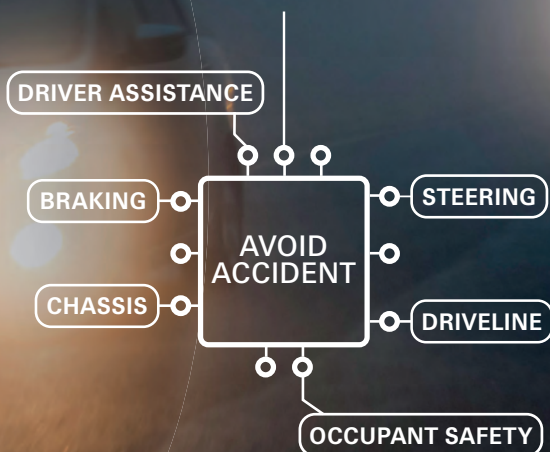 DRIVER ASSISTANCE
BRAKING
STEERING
AVOID
ACCIDENT
CHASSIS
DRIVELINE
OCCUPANT SAFETY